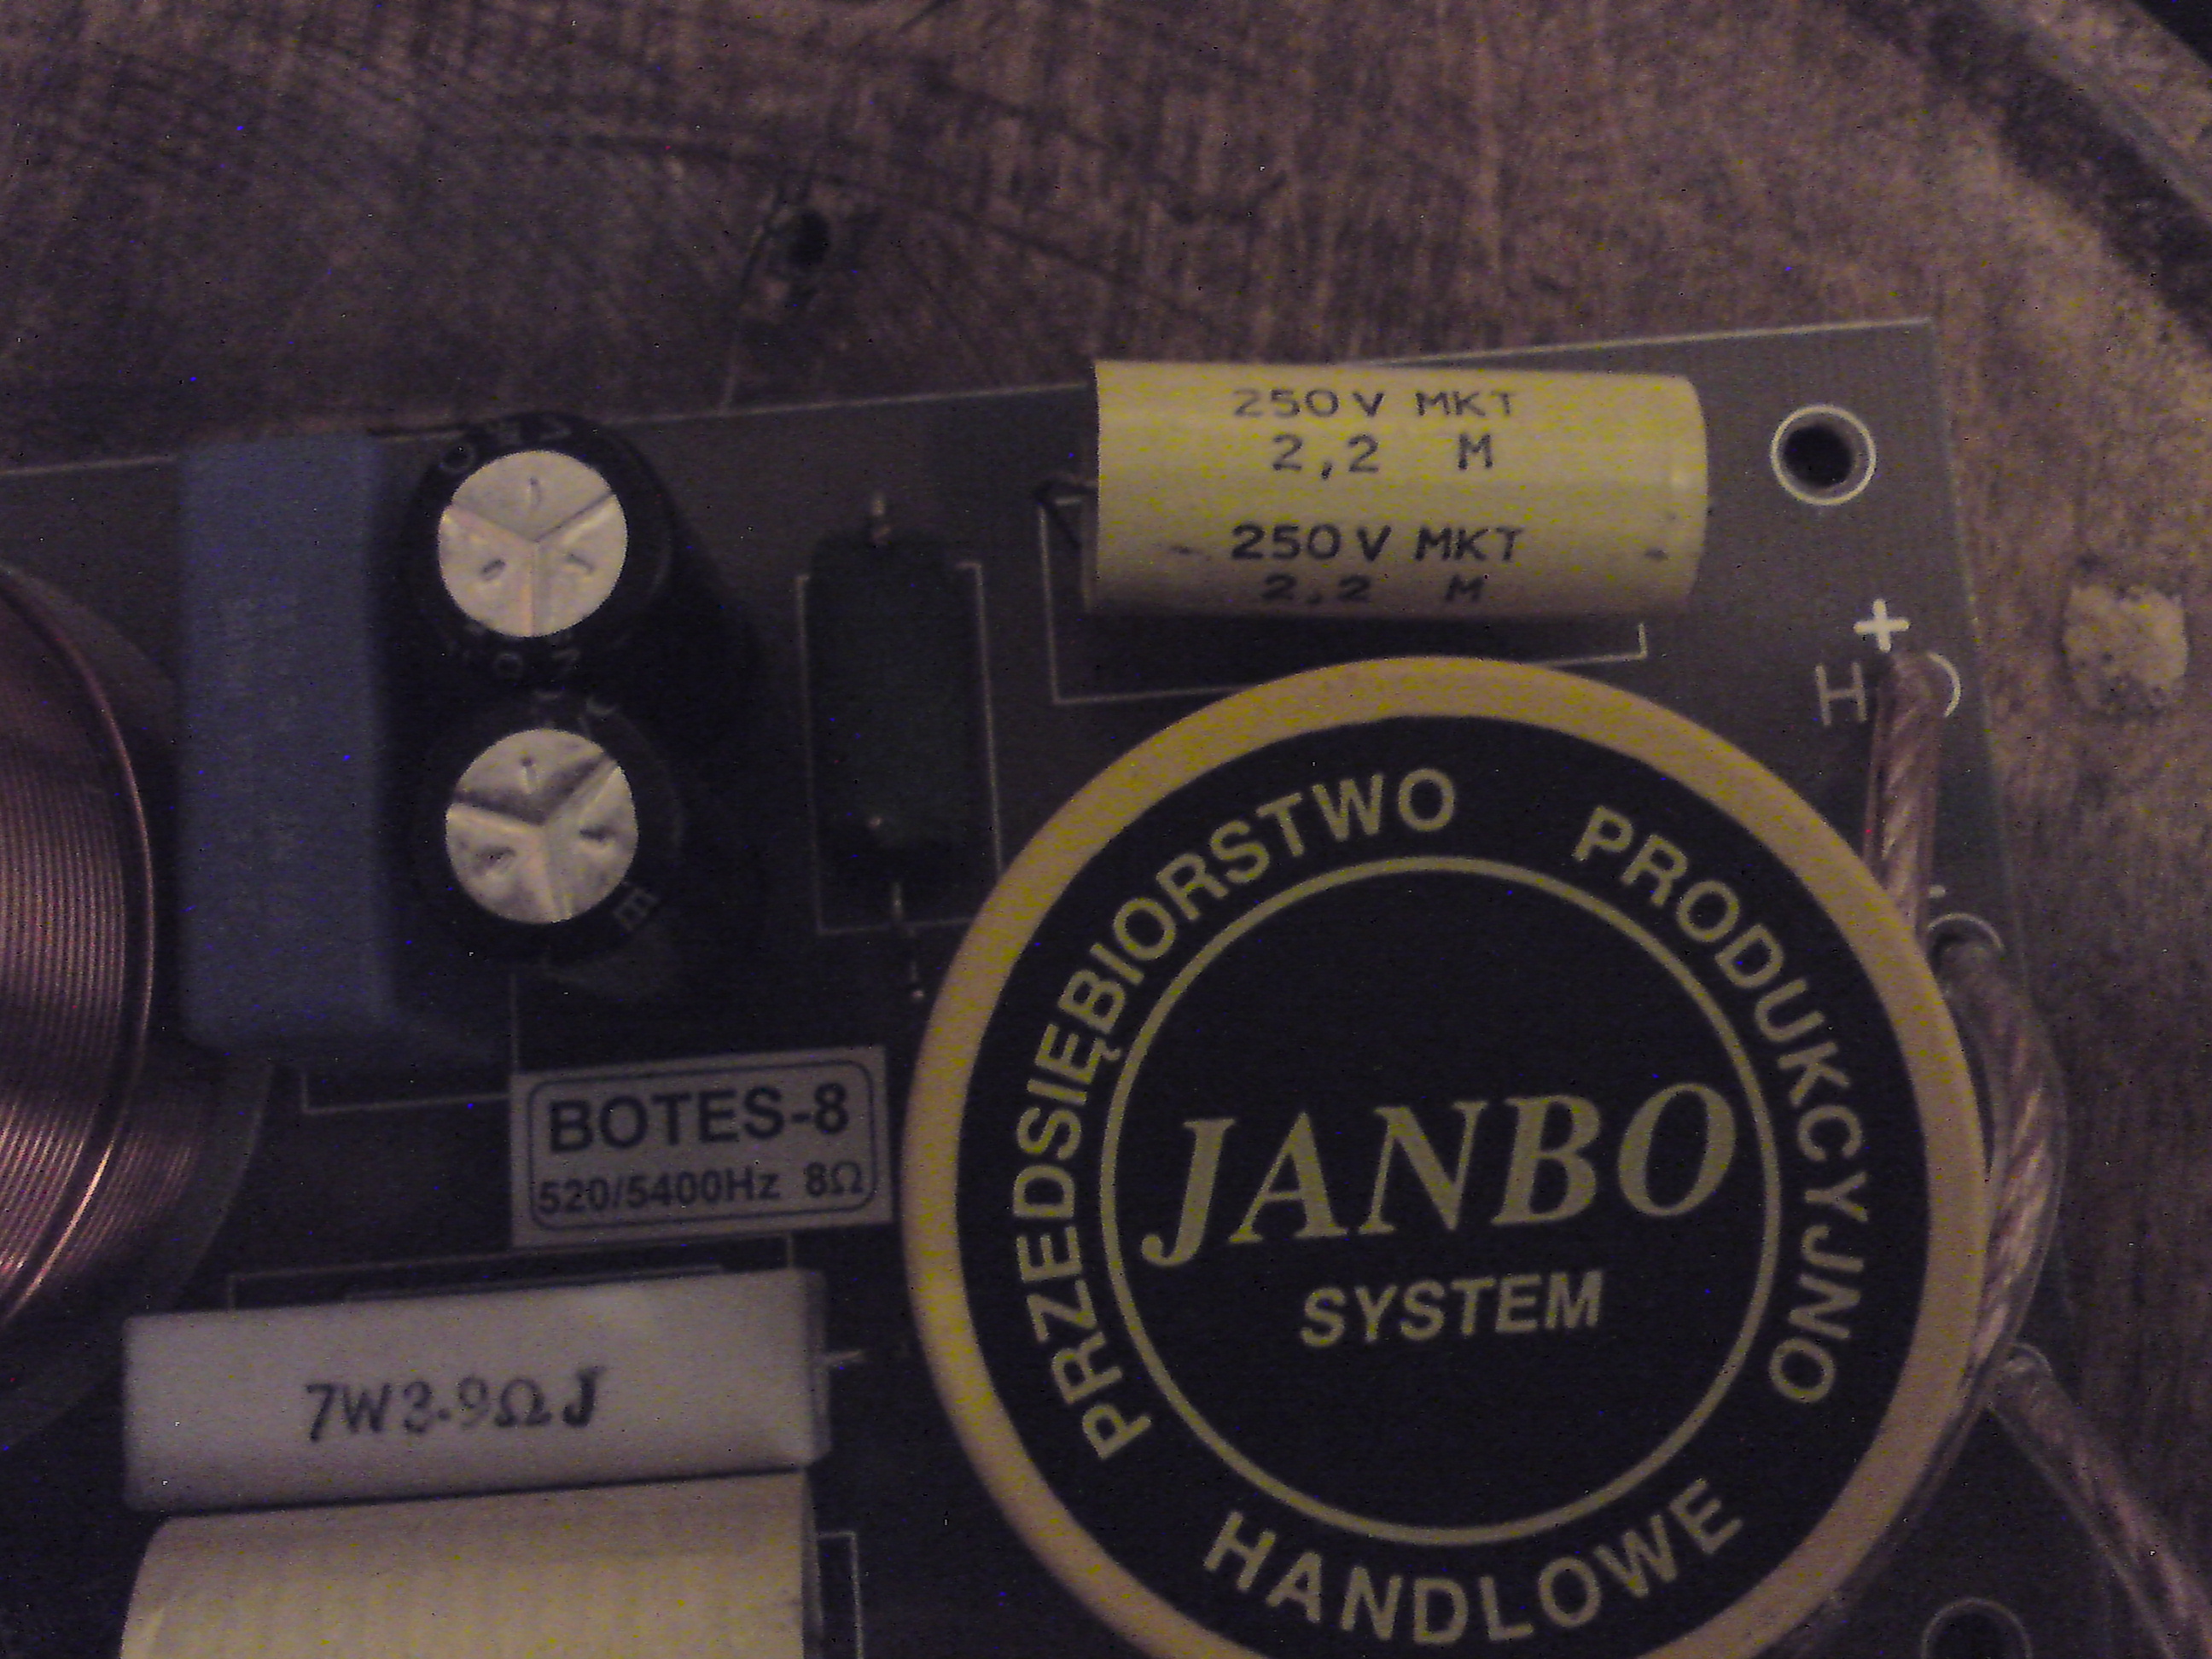 250V MKT
2,2 M
250V MKT
2,2 M
+
H
PRZEDSIĘBIORSTWO PRODUKCYJNO
HANDLOWE
JANBO
SYSTEM
BOTES-8
520/5400Hz 8Ω
7W3.9ΩJ